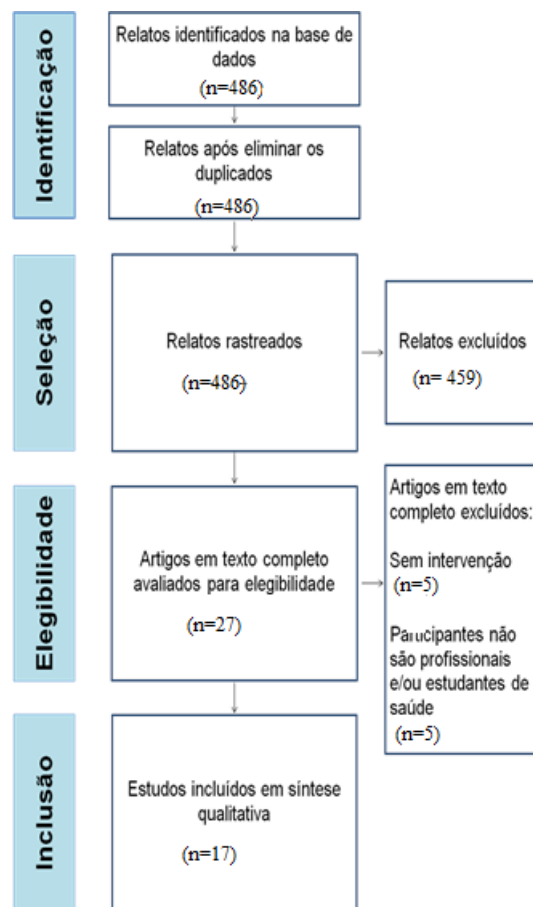 Identificação
Relatos identificados na base de
dados
(n=486)
Relatos após eliminar os
duplicados
(n=486)
Seleção
Relatos rastreados
(n=486)
Relatos excluídos
(n= 459)
Elegibilidade
Artigos em texto completo
avaliados para elegibilidade
(n=27)
Artigos em texto
completo excluídos:
Sem intervenção
(n=5)
Participantes não
são profissionais
e/ou estudantes de
saúde
(n=5)
Inclusão
Estudos incluídos em síntese
qualitativa
(n=17)